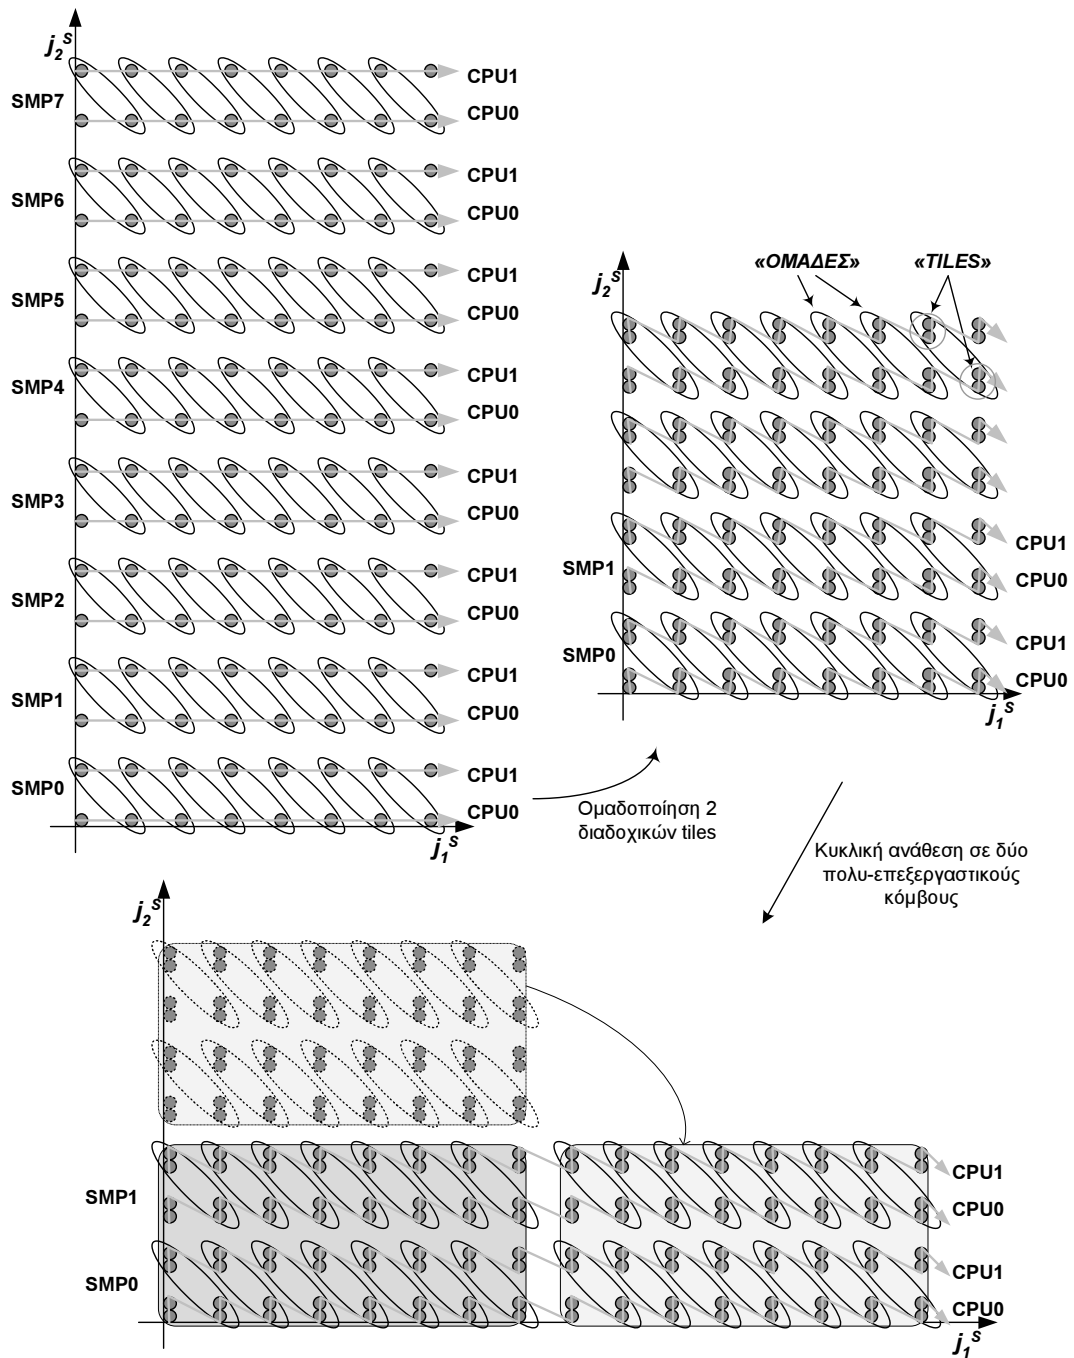 j₂ˢ
SMP7
CPU1
CPU0
SMP6
CPU1
CPU0
SMP5
CPU1
CPU0
SMP4
CPU1
CPU0
SMP3
CPU1
CPU0
SMP2
CPU1
CPU0
SMP1
CPU1
CPU0
SMP0
CPU1
CPU0
j₁ˢ
«ΟΜΑΔΕΣ»
«TILES»
j₂ˢ
SMP1
CPU1
CPU0
SMP0
CPU1
CPU0
j₁ˢ
Ομαδοποίηση 2
διαδοχικών tiles
Κυκλική ανάθεση σε δύο
πολυ-επεξεργαστικούς
κόμβους
j₂ˢ
SMP1
CPU1
CPU0
SMP0
CPU1
CPU0
j₁ˢ